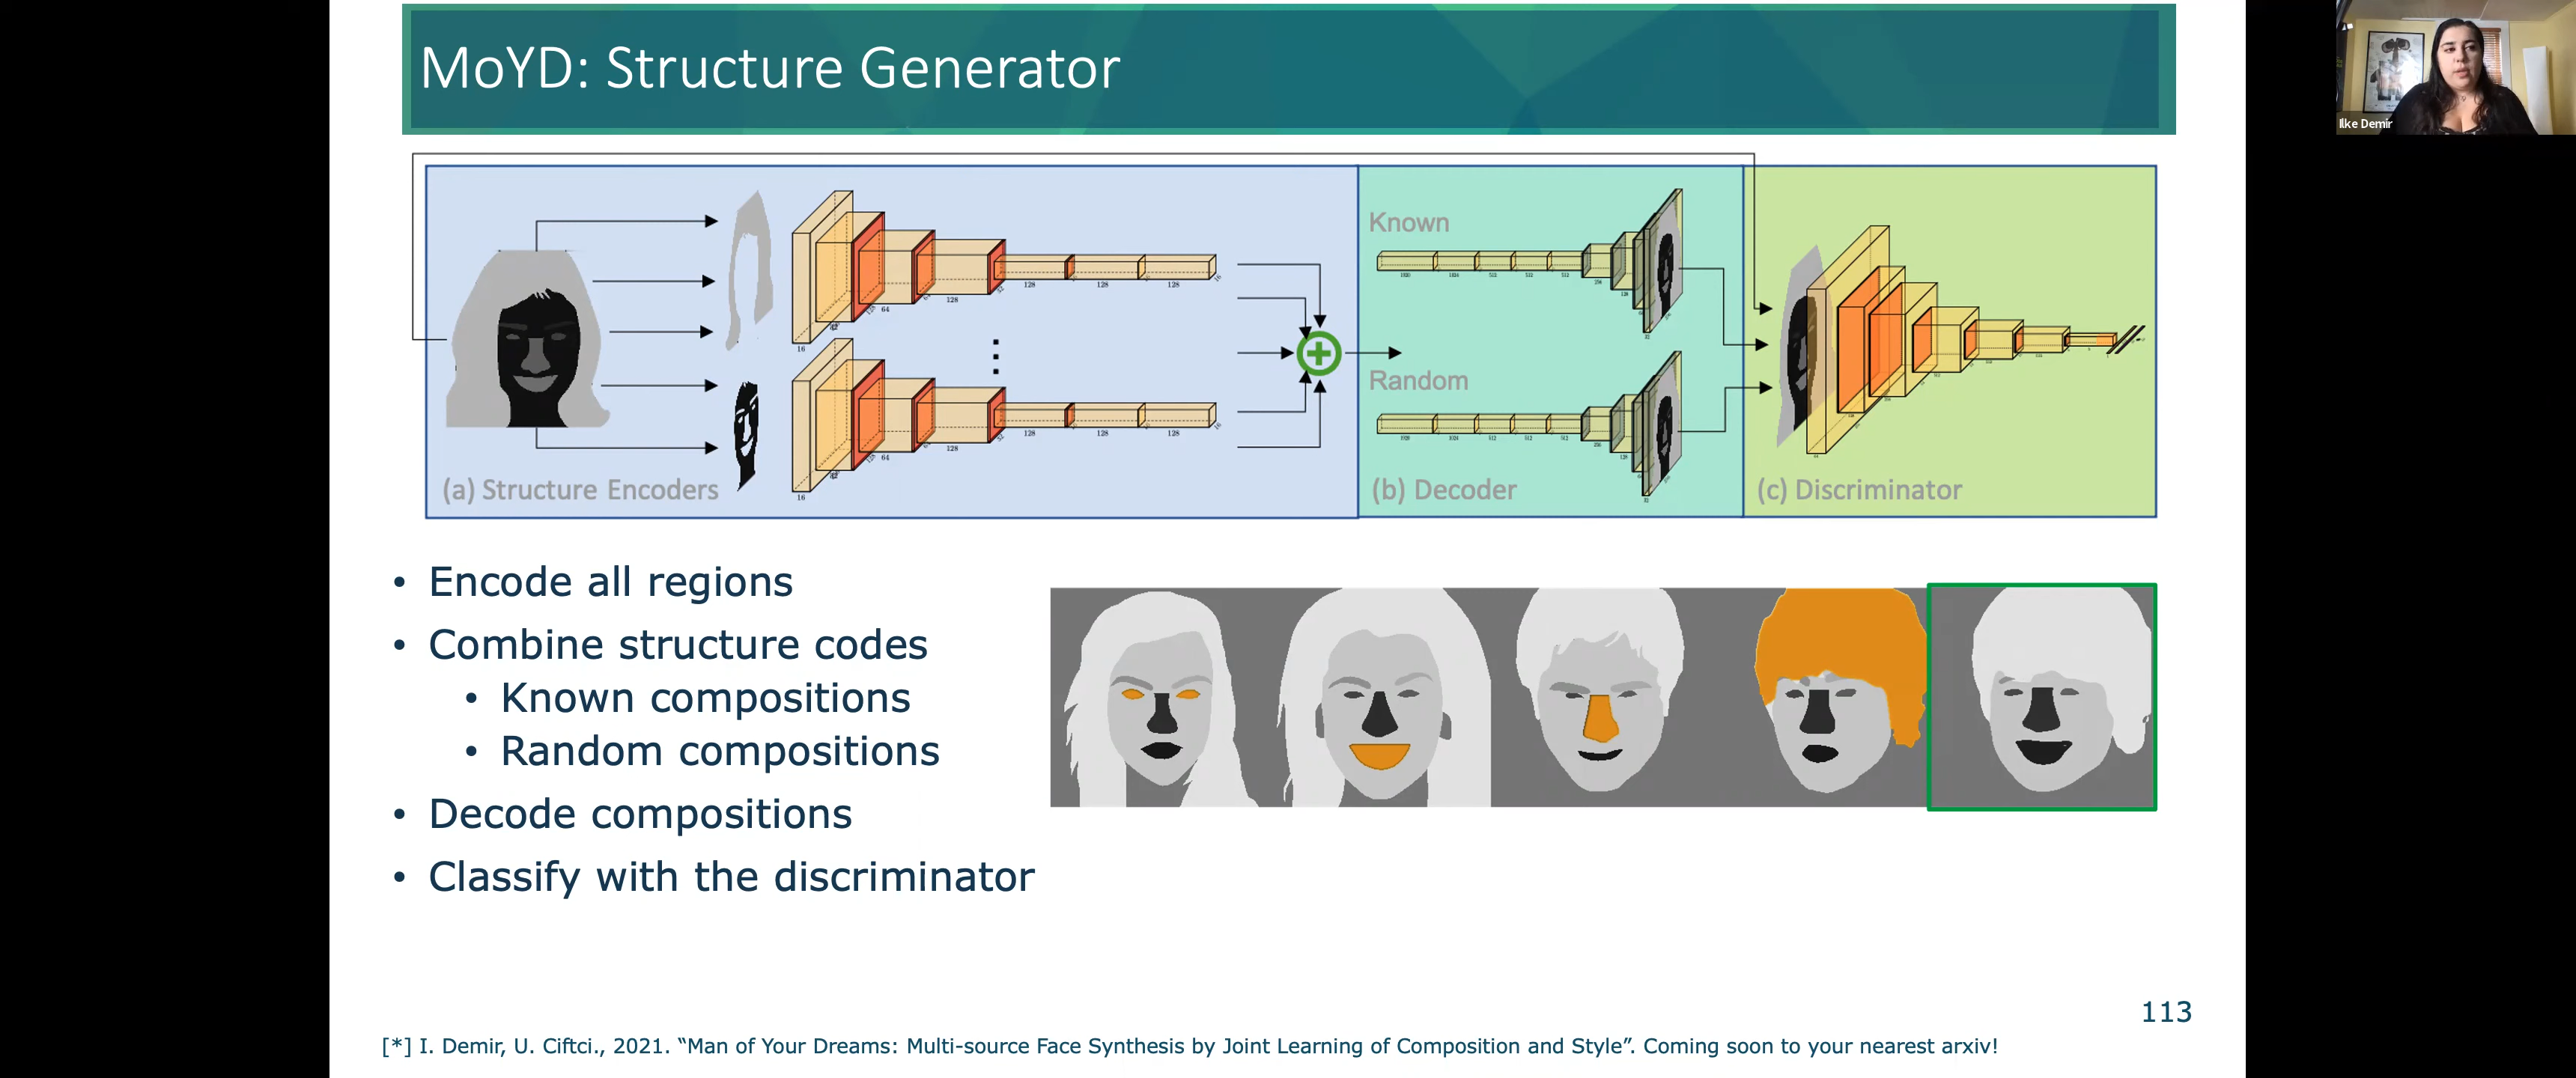 MoYD: Structure Generator
Ilke Demir
Known
Random
(a) Structure Encoders
(b) Decoder
(c) Discriminator
• Encode all regions
• Combine structure codes
• Known compositions
• Random compositions
• Decode compositions
• Classify with the discriminator
113
[*] I. Demir, U. Ciftci., 2021. “Man of Your Dreams: Multi-source Face Synthesis by Joint Learning of Composition and Style”. Coming soon to your nearest arxiv!